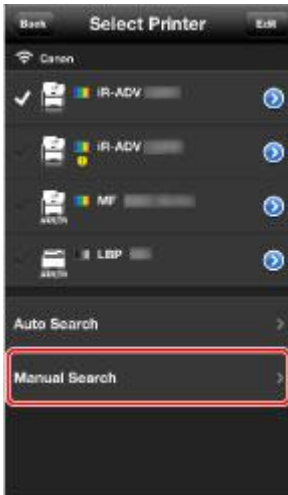 Back Select Printer Edit
Canon
iR-ADV
iR-ADV
MF
LBP
Auto Search
Manual Search